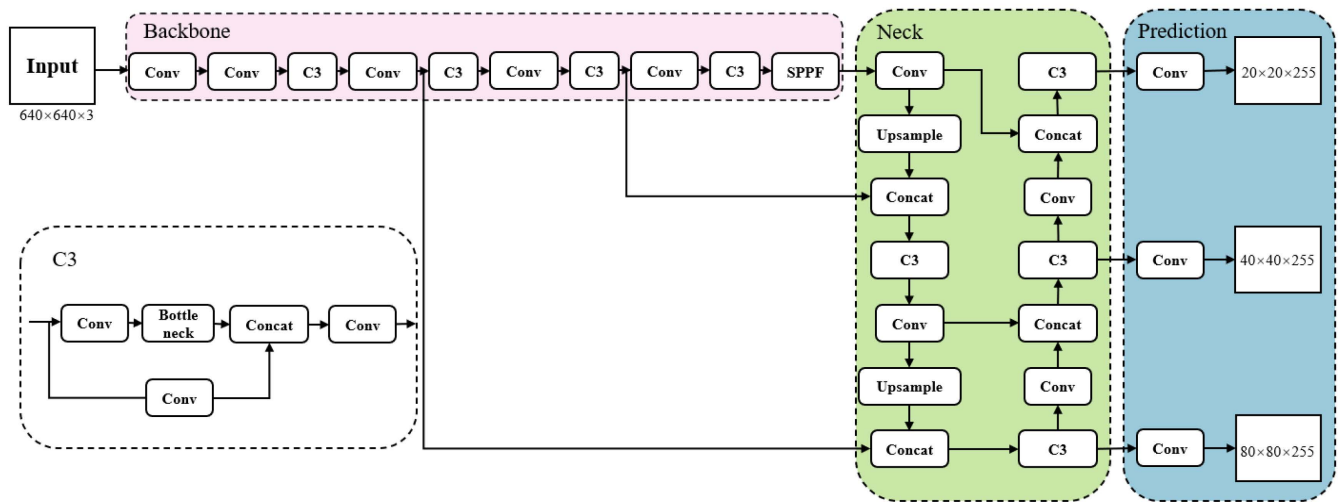 Backbone
Neck
Prediction
Input
640×640×3
Conv
Conv
C3
Conv
C3
Conv
C3
Conv
C3
SPPF
Conv
Upsample
Concat
C3
Conv
Upsample
Concat
C3
Concat
Conv
C3
Concat
Conv
C3
Conv
20×20×255
Conv
40×40×255
Conv
80×80×255
C3
Conv
Bottle
neck
Concat
Conv
Conv